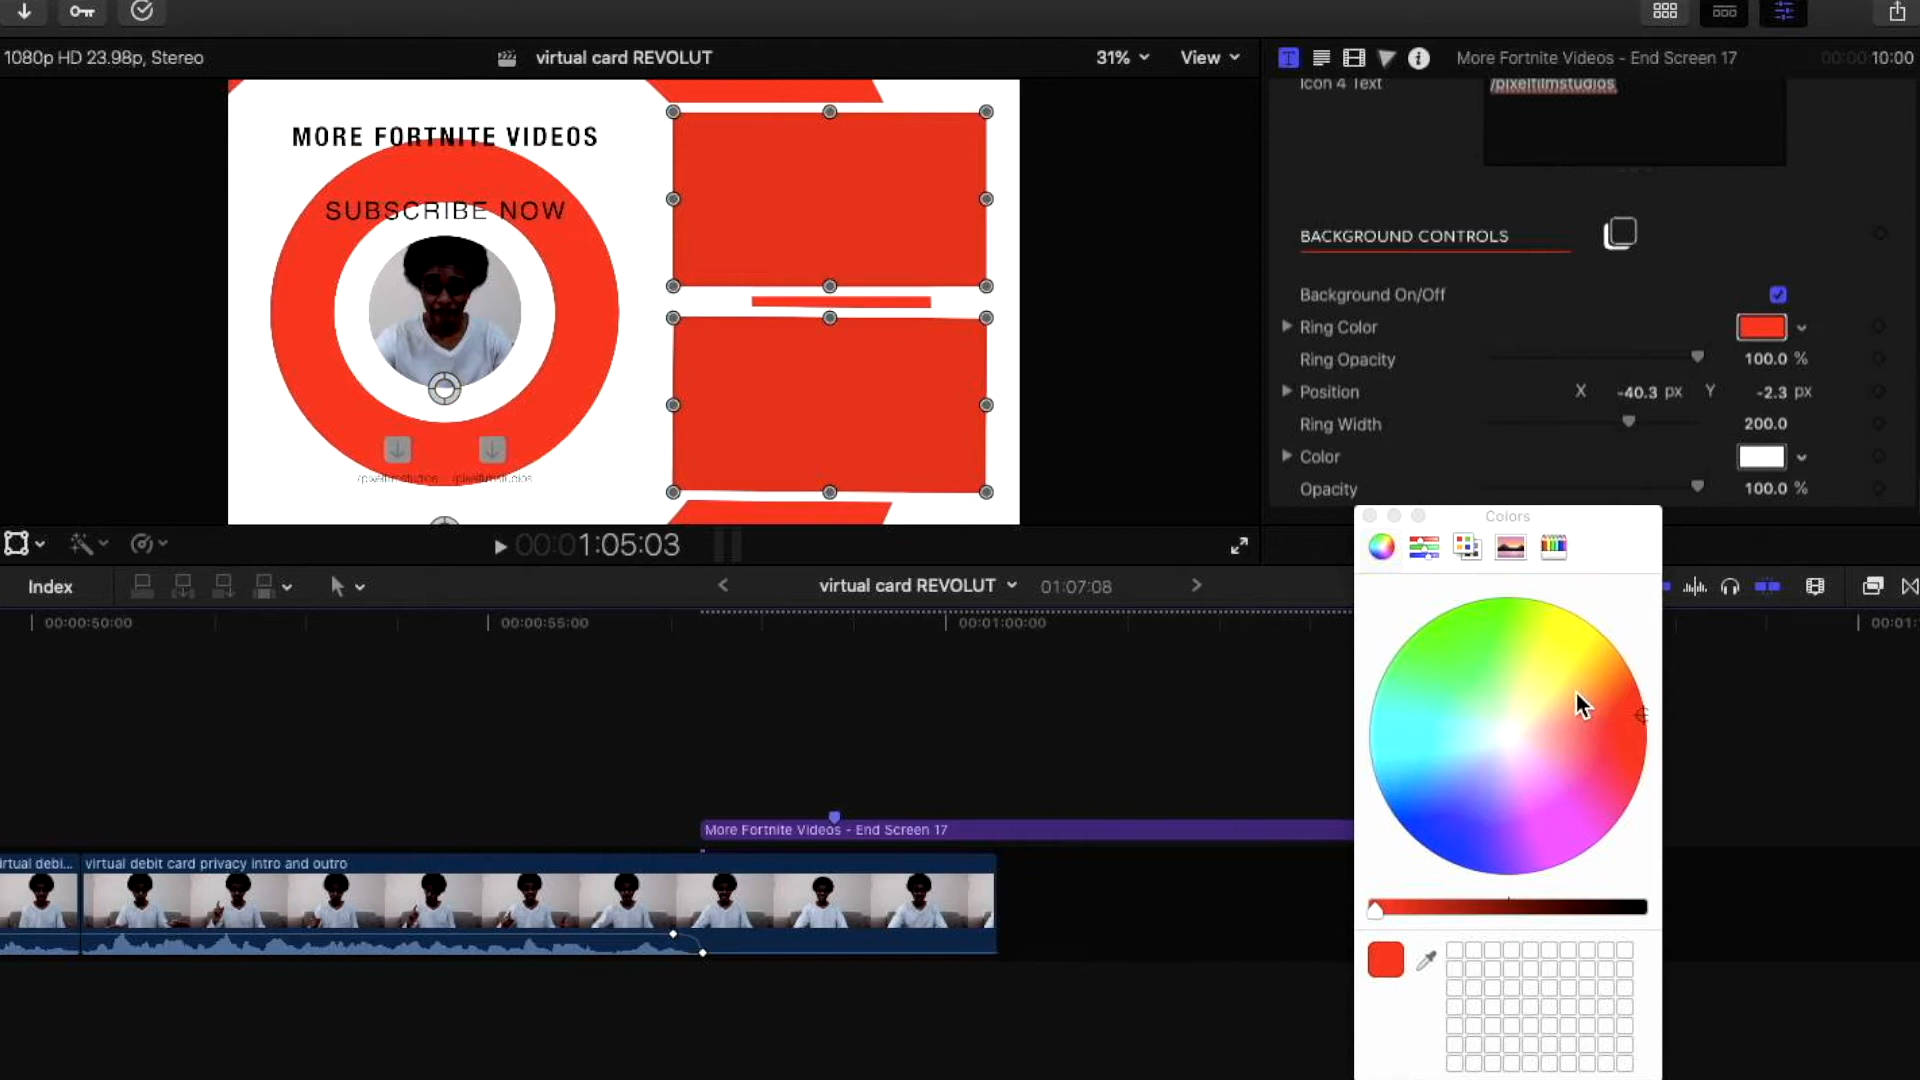 1080p HD 23.98p, Stereo
virtual card REVOLUT
31%
View
More Fortnite Videos - End Screen 17
00:00:10:00
MORE FORTNITE VIDEOS
SUBSCRIBE NOW
/pixelfilmstudios /pixelfilmstudios
Icon 4 Text
/pixelfilmstudios
BACKGROUND CONTROLS
Background On/Off
Ring Color
Ring Opacity 100.0 %
Position X -40.3 px Y -2.3 px
Ring Width 200.0
Color
Opacity 100.0 %
00:01:05:03
Colors
Index
virtual card REVOLUT
01:07:08
00:00:50:00
00:00:55:00
00:01:00:00
00:01:
More Fortnite Videos - End Screen 17
irtual debi...
virtual debit card privacy intro and outro